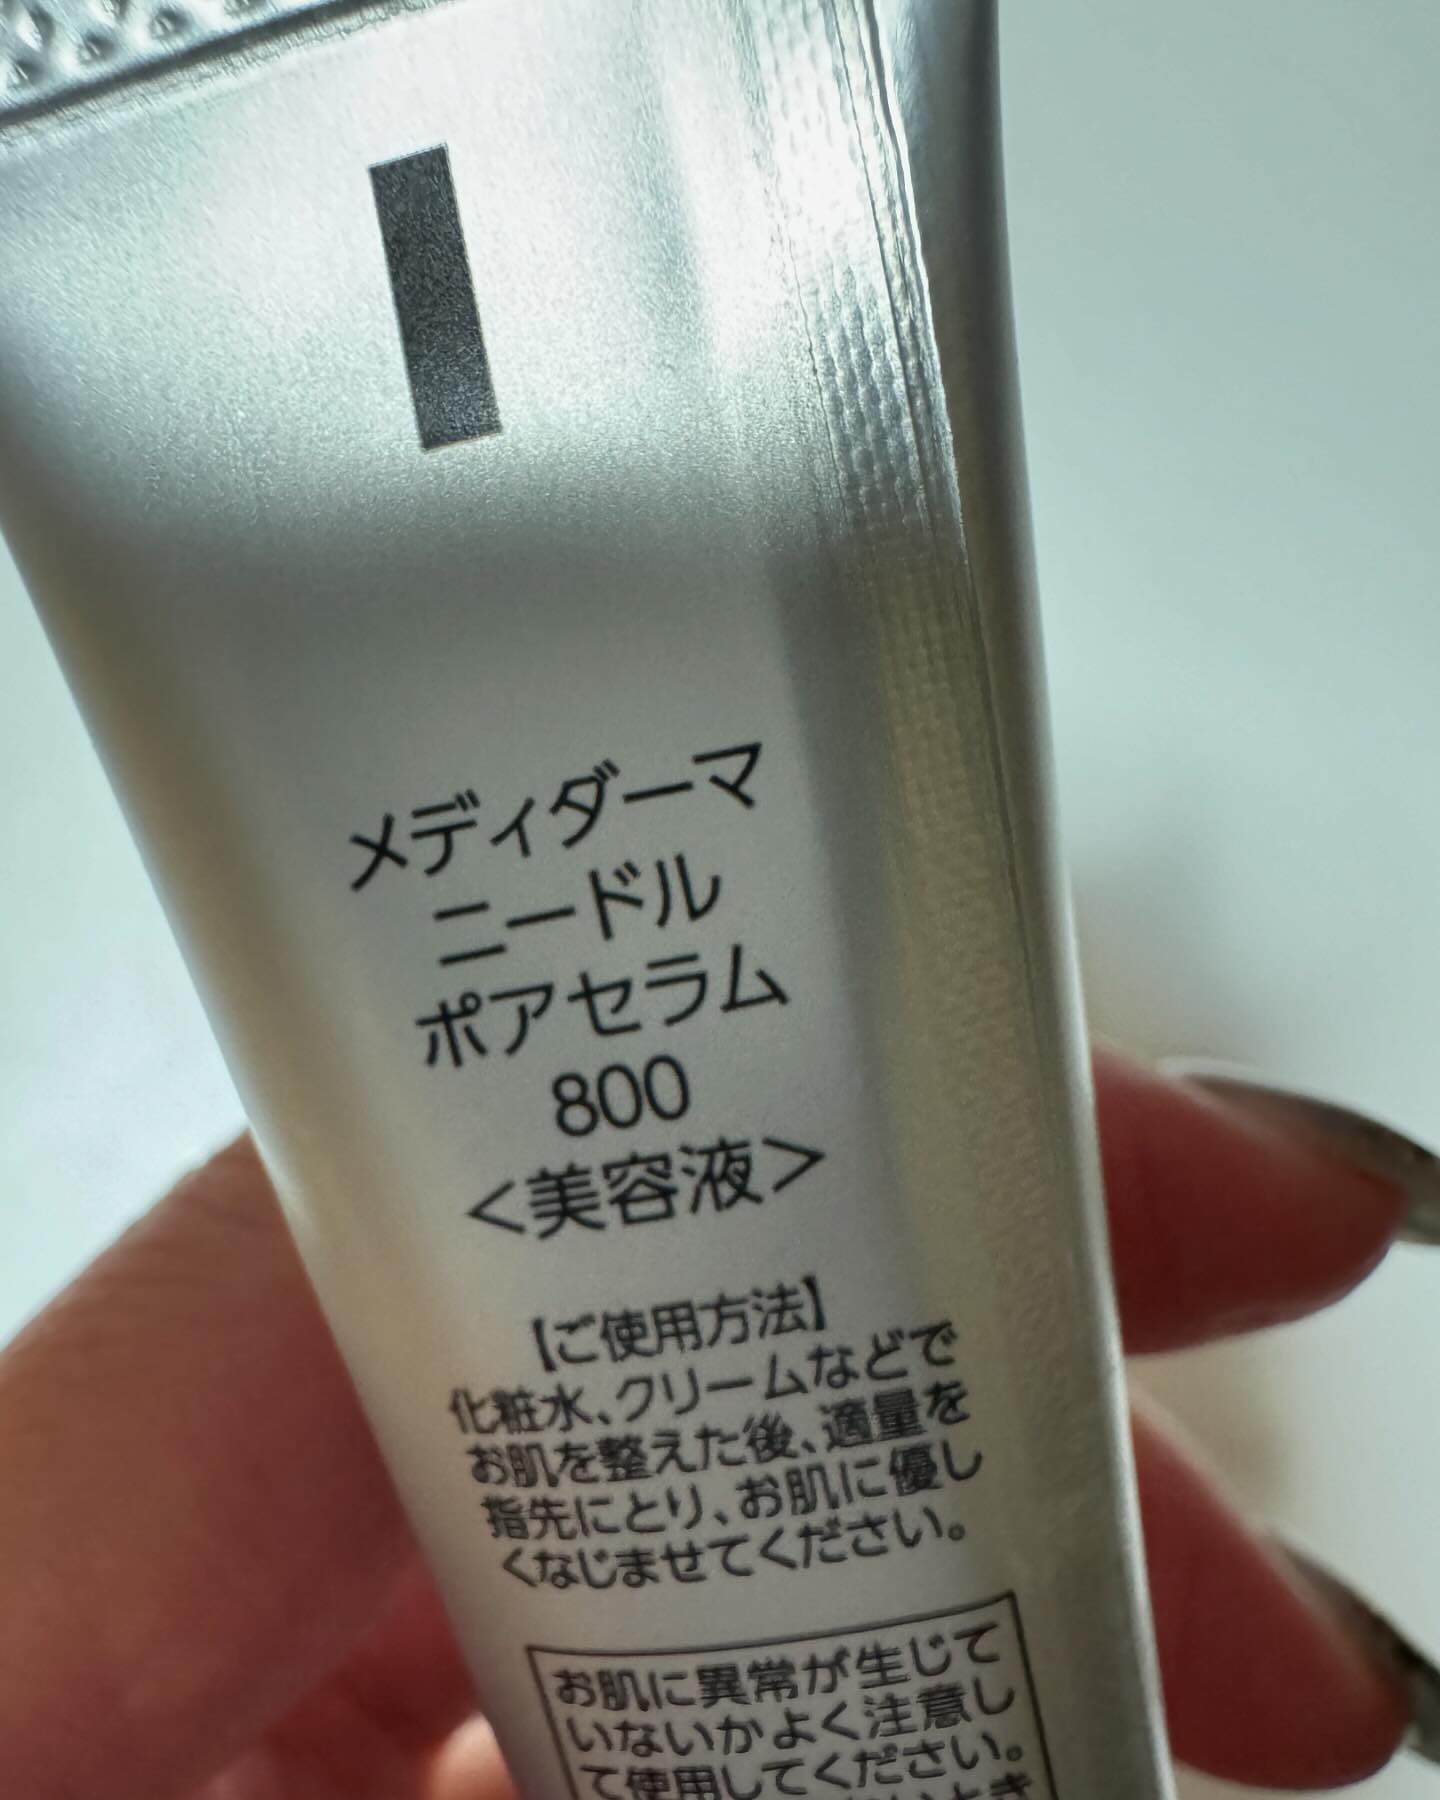 メディダーマ
ニードル
ポアセラム
800
<美容液>
【ご使用方法】
化粧水、クリームなどで
お肌を整えた後、適量を
指先にとり、お肌に優し
くなじませてください。
お肌に異常が生じて
いないかよく注意し
て使用してください。